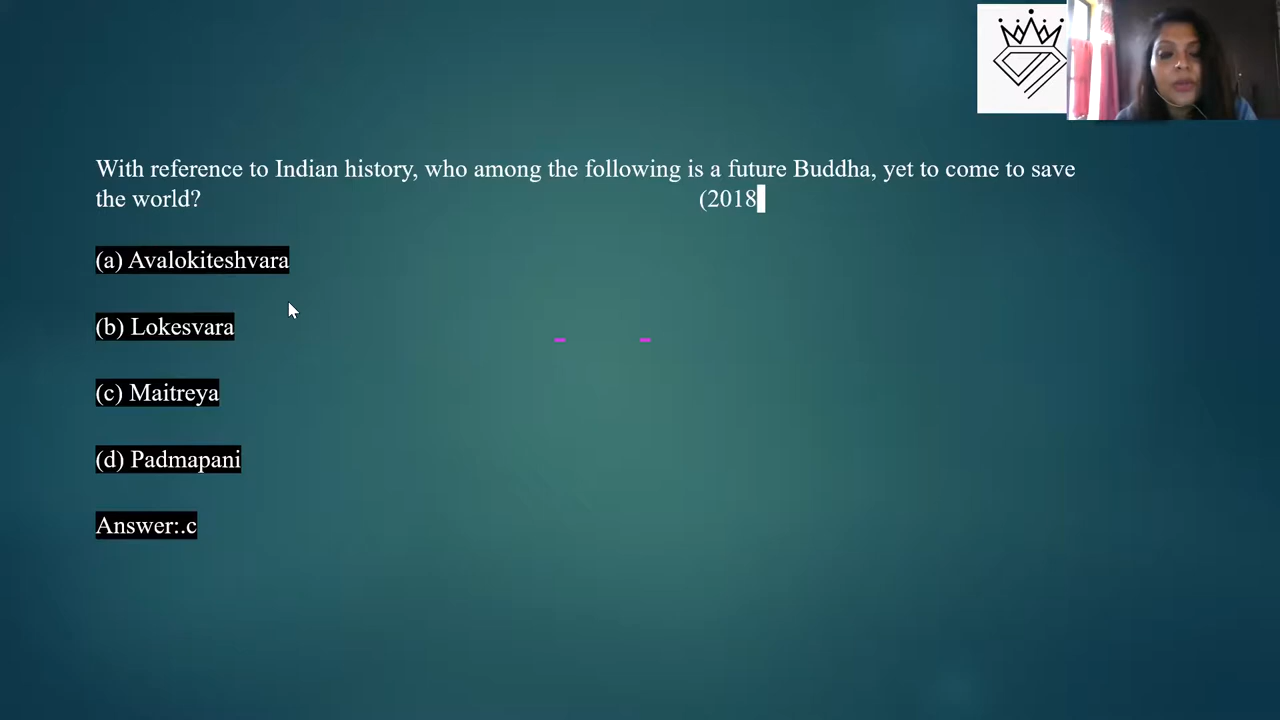 With reference to Indian history, who among the following is a future Buddha, yet to come to save
the world? (2018
(a) Avalokiteshvara
(b) Lokesvara
(c) Maitreya
(d) Padmapani
Answer:.c